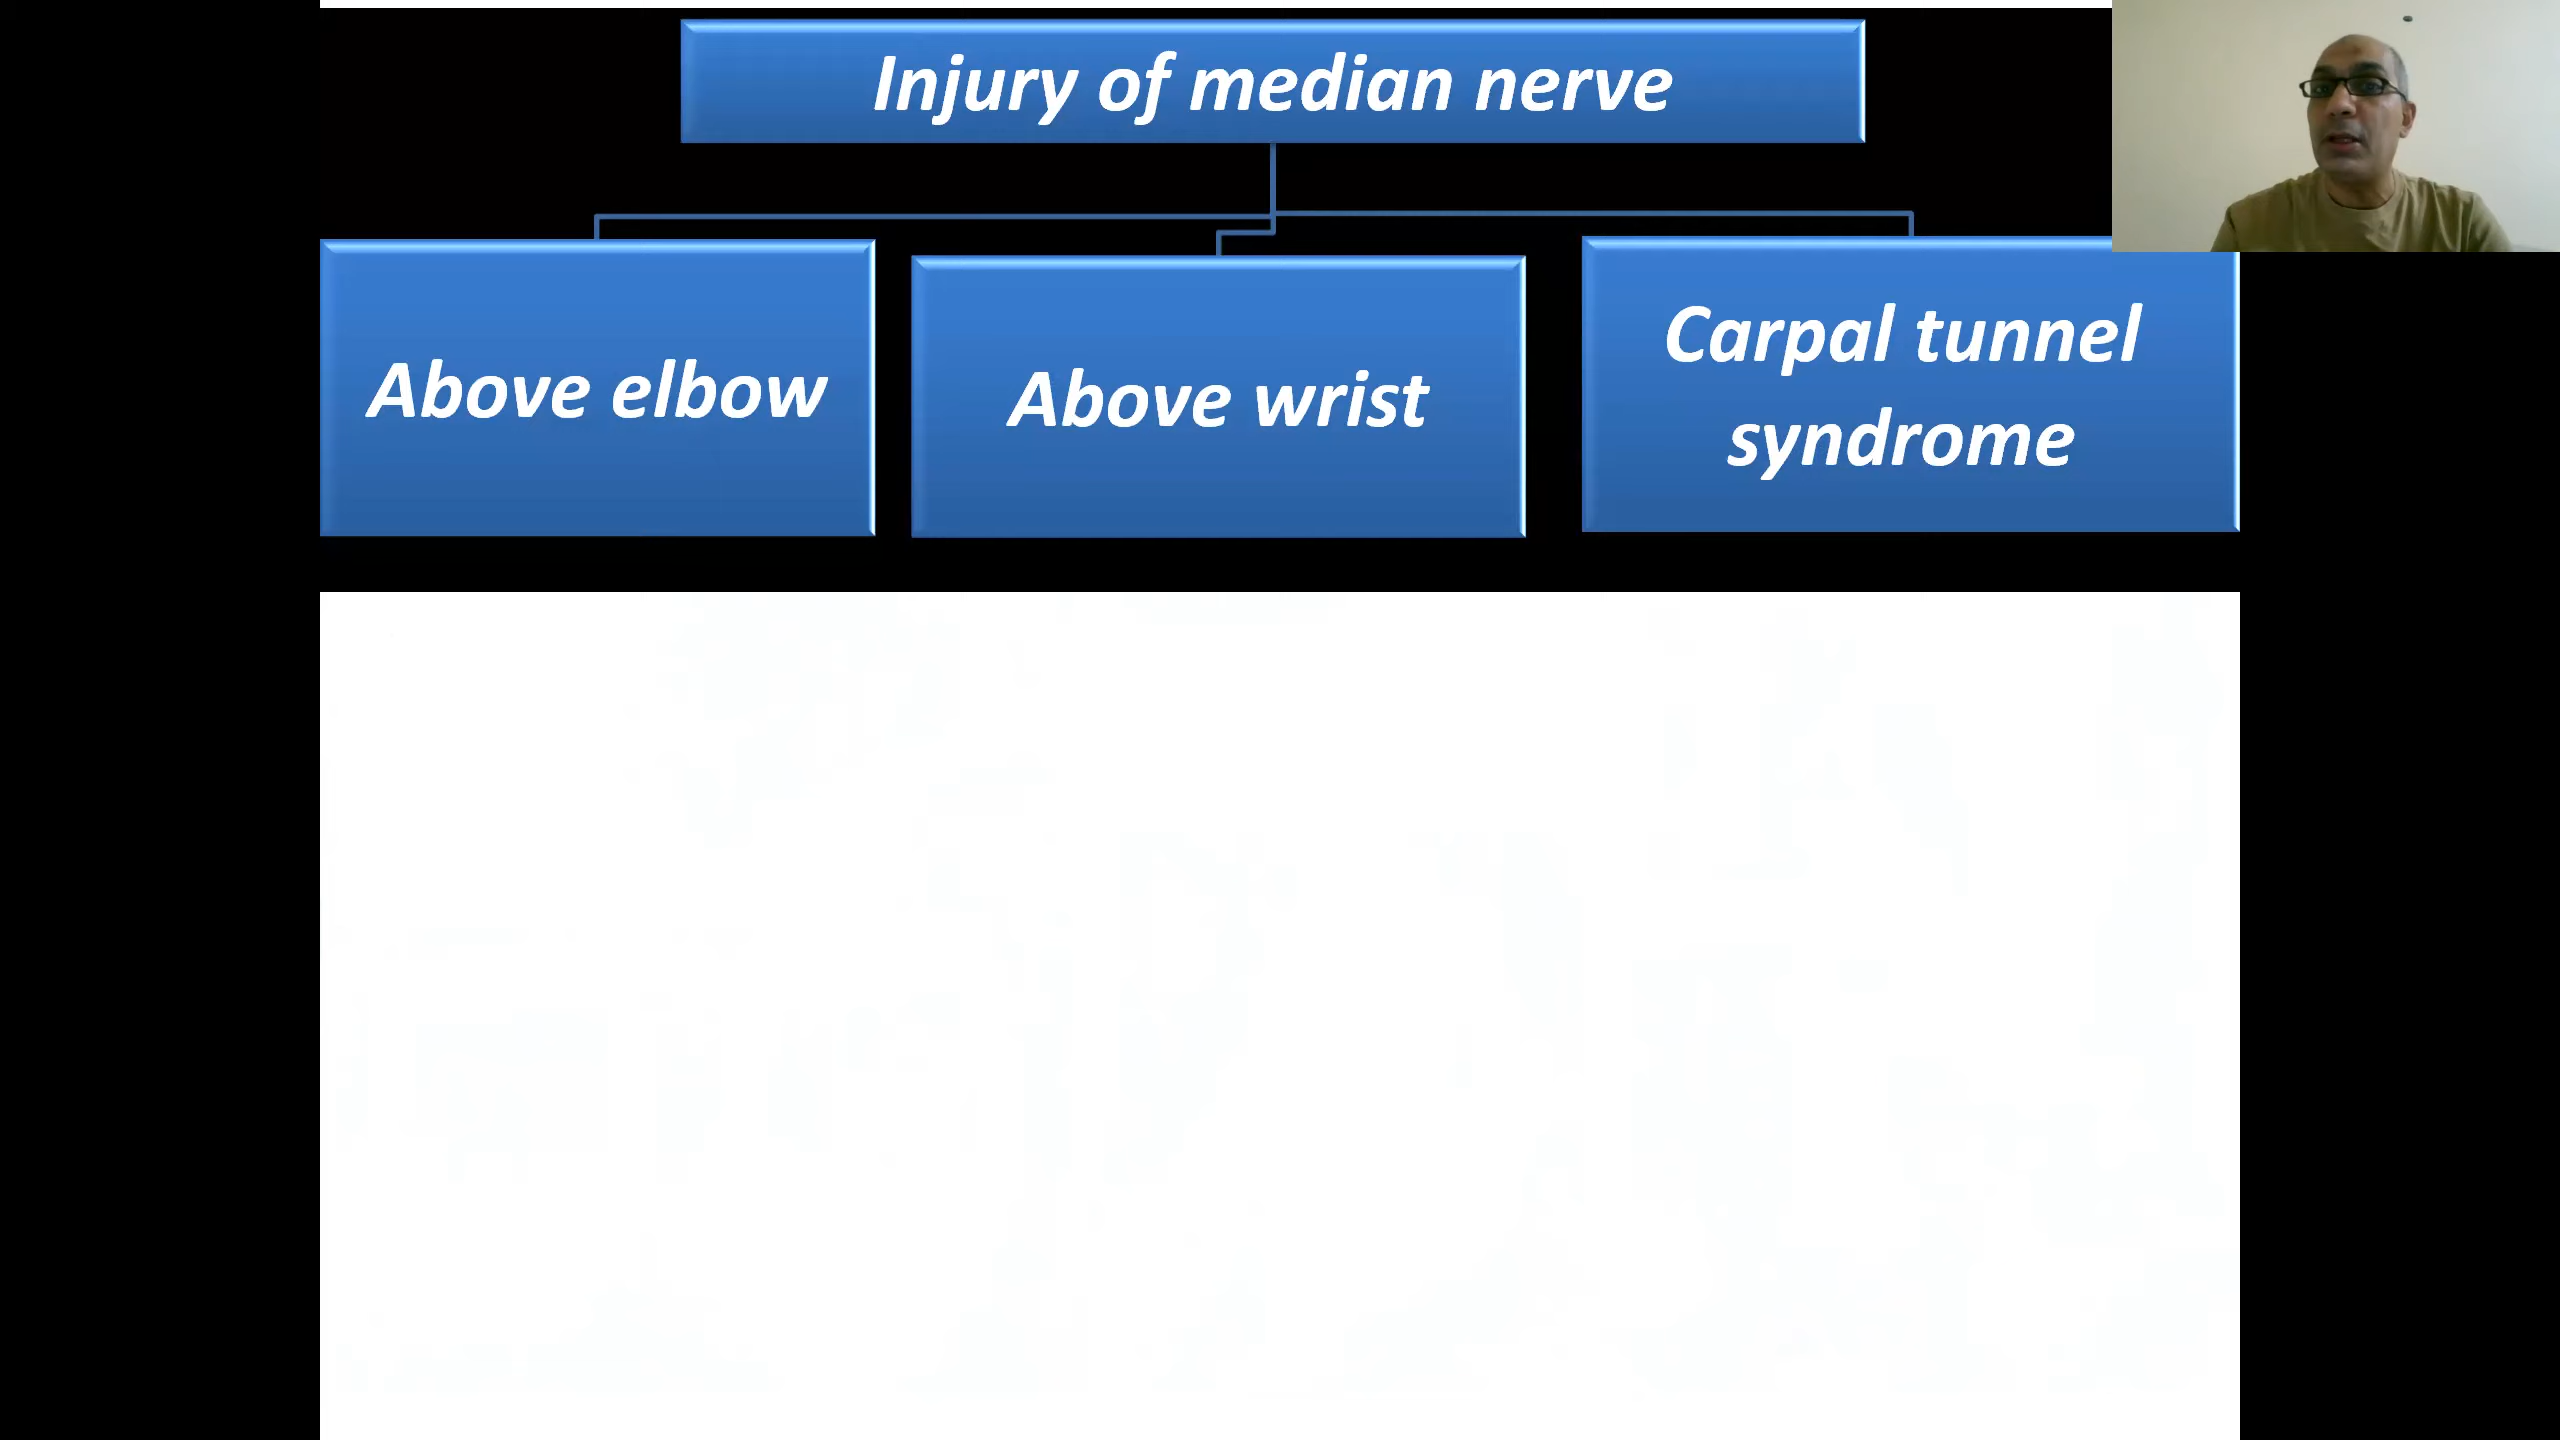 Injury of median nerve
Above elbow
Above wrist
Carpal tunnel
syndrome